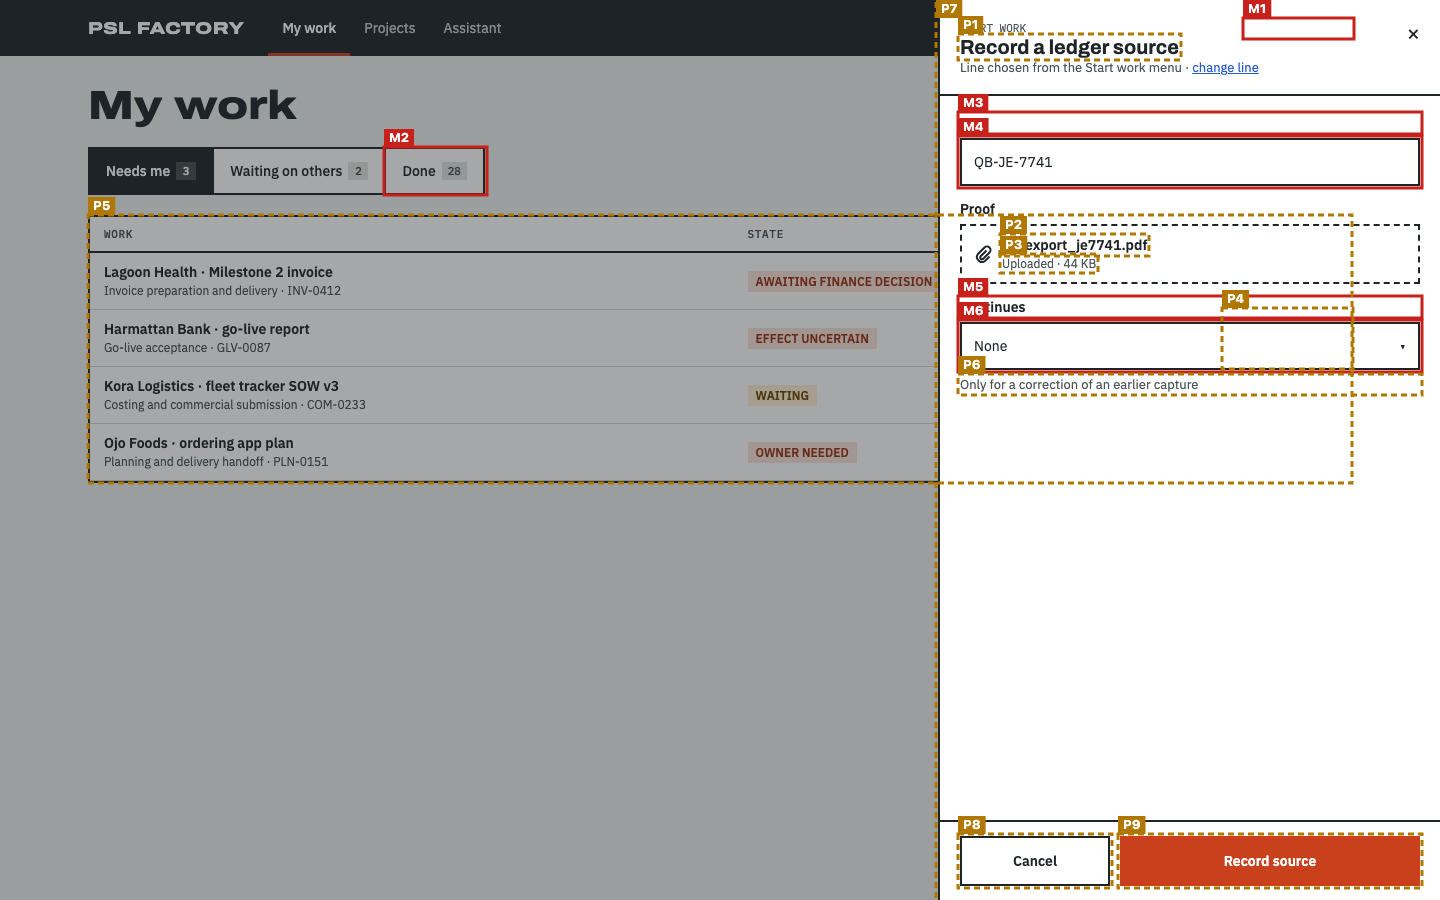 PSL FACTORY
My work
Projects
Assistant
My work
M2
Needs me 3
Waiting on others 2
Done 28
P5
WORK
STATE
Lagoon Health · Milestone 2 invoice
Invoice preparation and delivery · INV-0412
AWAITING FINANCE DECISION
Harmattan Bank · go-live report
Go-live acceptance · GLV-0087
EFFECT UNCERTAIN
Kora Logistics · fleet tracker SOW v3
Costing and commercial submission · COM-0233
WAITING
Ojo Foods · ordering app plan
Planning and delivery handoff · PLN-0151
OWNER NEEDED
P7
M1
P1
WORK
Record a ledger source
×
Line chosen from the Start work menu · change line
M3
M4
QB-JE-7741
Proof
P2
P3
export_je7741.pdf
Uploaded · 44 KB
M5
P4
M6
None
P6
Only for a correction of an earlier capture
P8
P9
Cancel
Record source